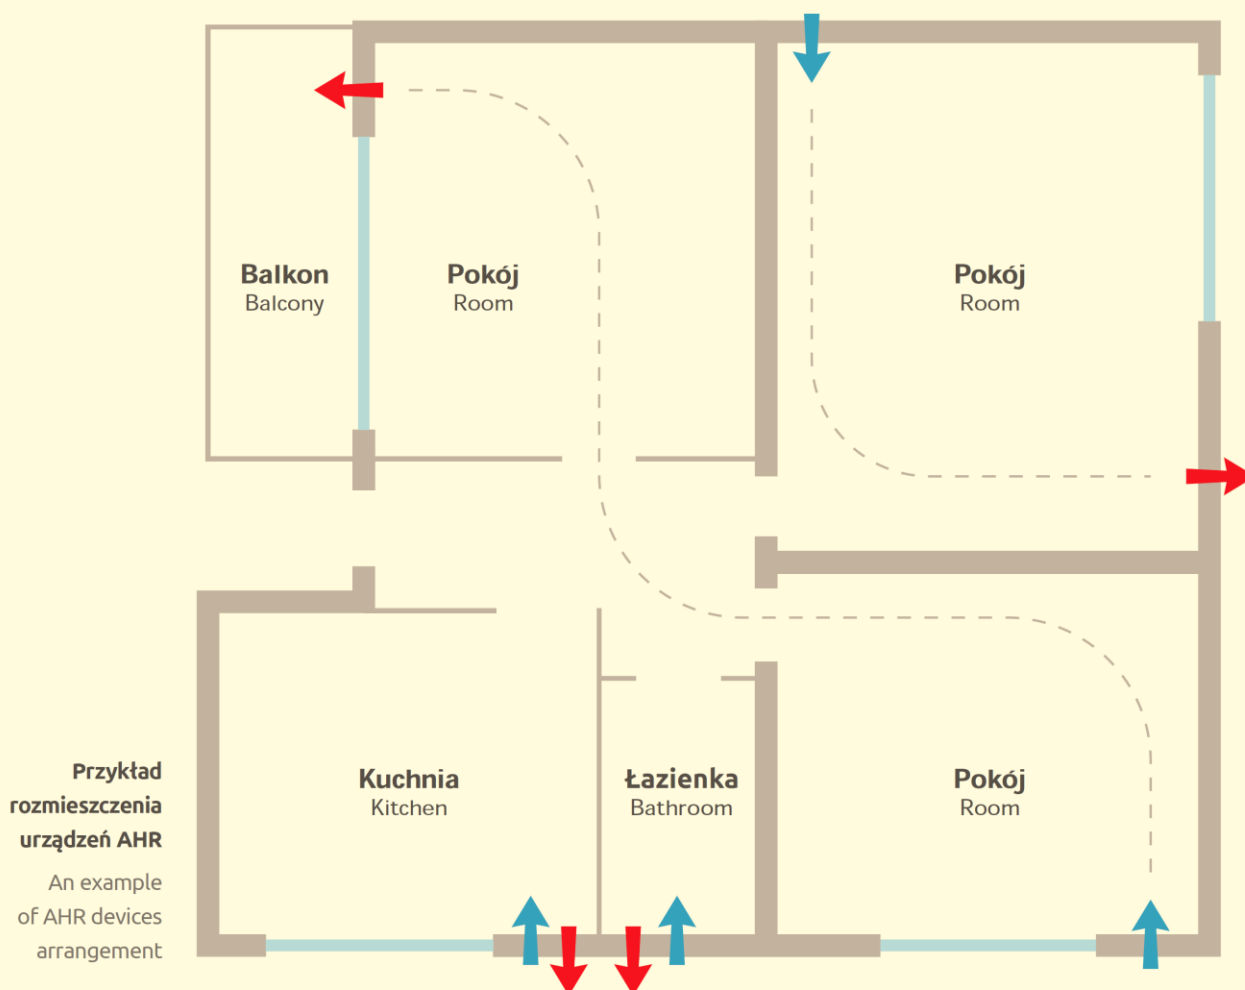 Balkon
Balcony
Pokój
Room
Pokój
Room
Kuchnia
Kitchen
Łazienka
Bathroom
Pokój
Room
Przykład
rozmieszczenia
urządzeń AHR
An example
of AHR devices
arrangement